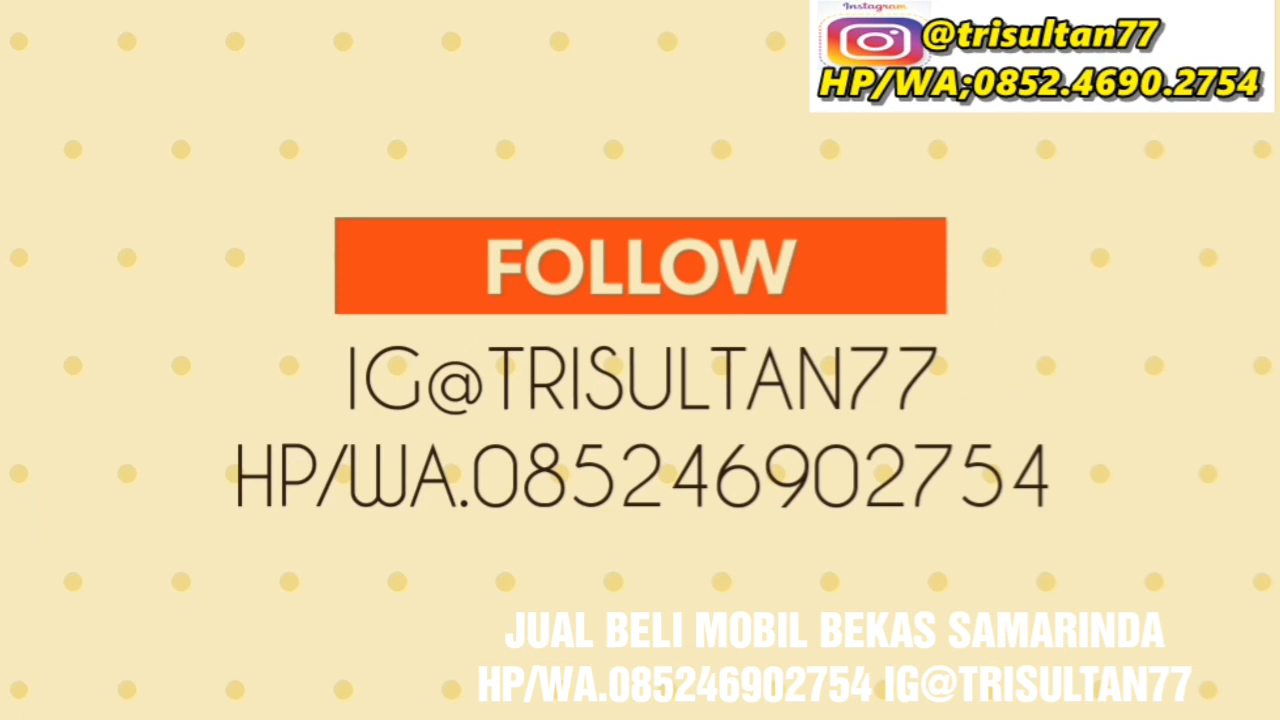 Instagram
@trisultan77
HP/WA;0852.4690.2754
FOLLOW
IG@TRISULTAN77
HP/WA.085246902754
JUAL BELI MOBIL BEKAS SAMARINDA
HP/WA.085246902754 IG@TRISULTAN77